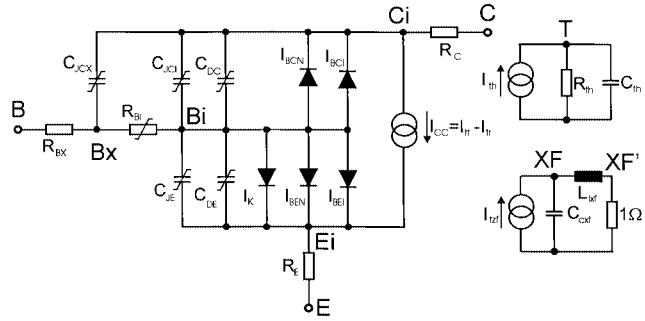 Ci
C
R_C
T
C_JCX
C_JCI
C_DC
I_BCN
I_BCI
I_th
R_th
C_th
B
R_BX
Bx
R_BI
Bi
I_CC=I_tf - I_tr
C_JE
C_DE
I_K
I_BEN
I_BEI
XF
XF'
L_lxf
I_tzf
C_cxf
1Ω
Ei
R_E
E